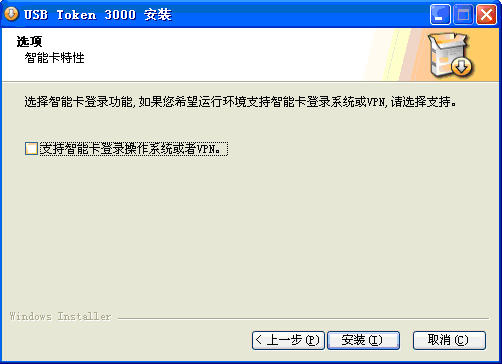 USB Token 3000 安装
选项
智能卡特性
选择智能卡登录功能,如果您希望运行环境支持智能卡登录系统或VPN,请选择支持。
支持智能卡登录操作系统或者VPN。
Windows Installer
< 上一步(P) 安装(I) 取消(C)